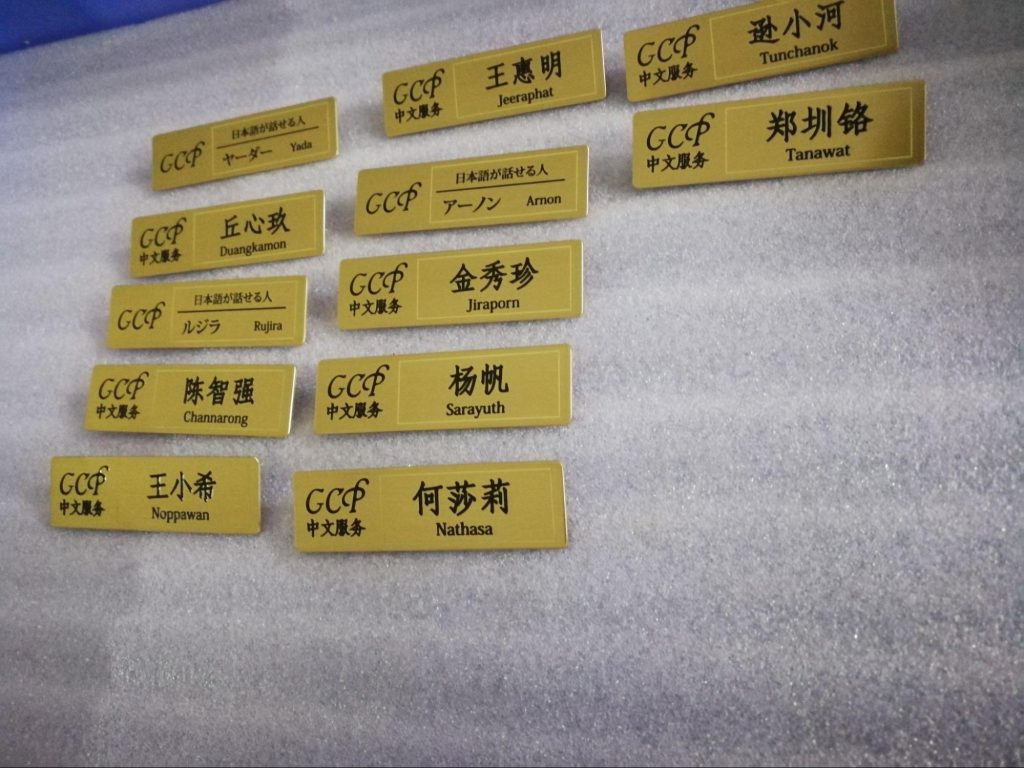 GCP
日本語が話せる人
ヤーダー Yada
GCP
中文服务
丘心玖
Duangkamon
GCP
日本語が話せる人
ルジラ Rujira
GCP
中文服务
陈智强
Channarong
GCP
中文服务
王小希
Noppawan
GCP
中文服务
王惠明
Jeeraphat
GCP
日本語が話せる人
アーノン Arnon
GCP
中文服务
金秀珍
Jiraporn
GCP
中文服务
杨帆
Sarayuth
GCP
中文服务
何莎莉
Nathasa
GCP
中文服务
逊小河
Tunchanok
GCP
中文服务
郑圳铬
Tanawat